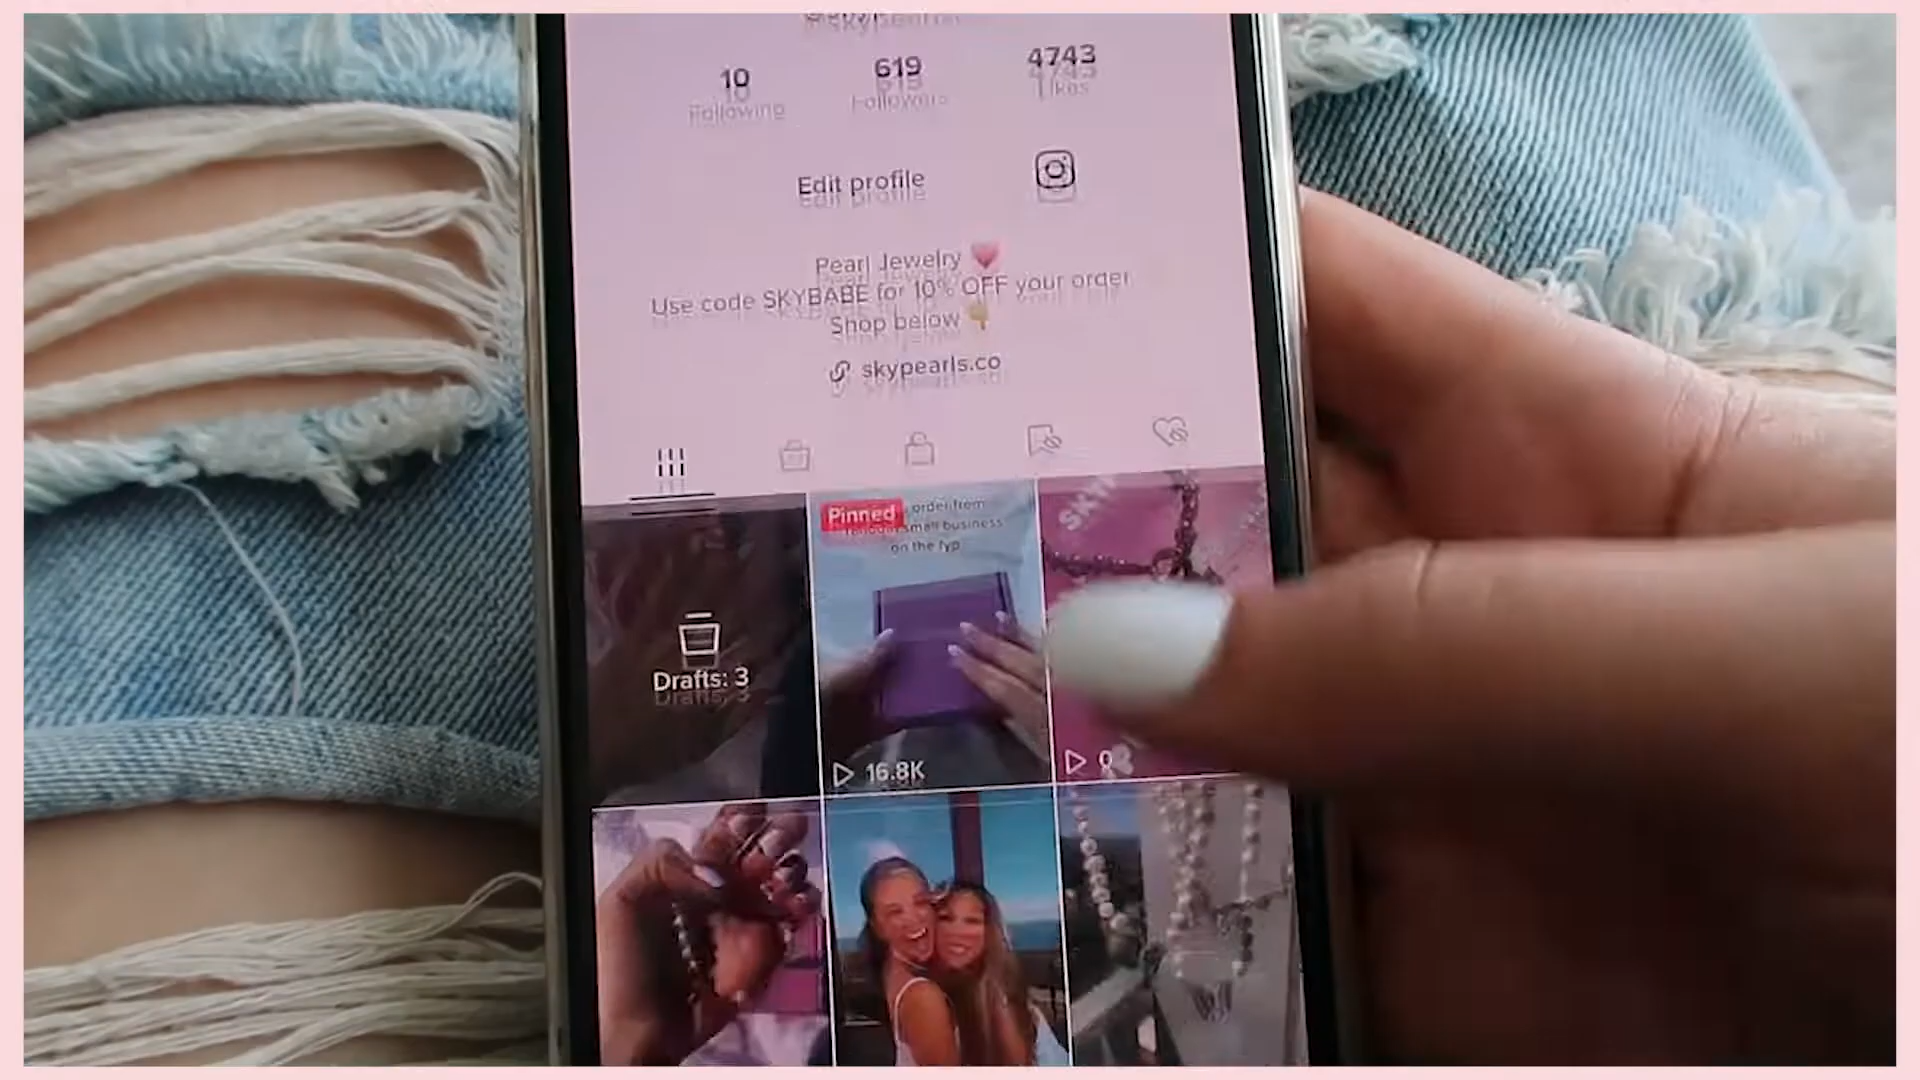 10
619
4743
Following
Followers
Likes
Edit profile
Pearl Jewelry
Use code SKYBABE for 10% OFF your order
Shop below
skypearls.co
Pinned
order from
small business
on the fyp
Drafts: 3
16.8K